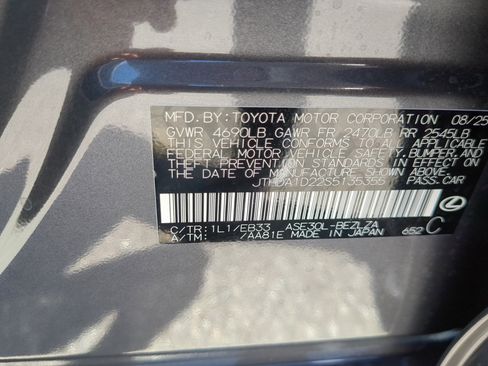 MFD. BY: TOYOTA MOTOR CORPORATION 08/25
GVWR 4690LB GAWR FR 2470LB RR 2545LB
THIS VEHICLE CONFORMS TO ALL APPLICABLE
FEDERAL MOTOR VEHICLE SAFETY, BUMPER, AND
THEFT PREVENTION STANDARDS IN EFFECT ON
THE DATE OF MANUFACTURE SHOWN ABOVE.
JTHDA1D22S5135355 PASS. CAR
C/TR: 1L1/EB33 ASE30L-BEZLZA
A/TM: /AA81E MADE IN JAPAN 652 C